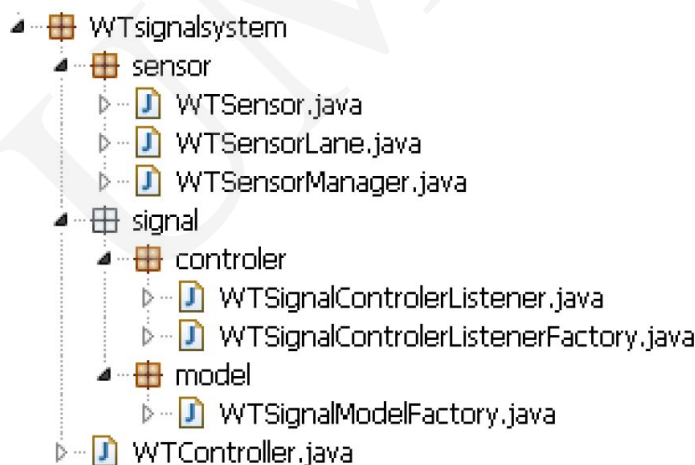 WTsignalsystem
sensor
WTSensor.java
WTSensorLane.java
WTSensorManager.java
signal
controler
WTSignalControlerListener.java
WTSignalControlerListenerFactory.java
model
WTSignalModelFactory.java
WTController.java